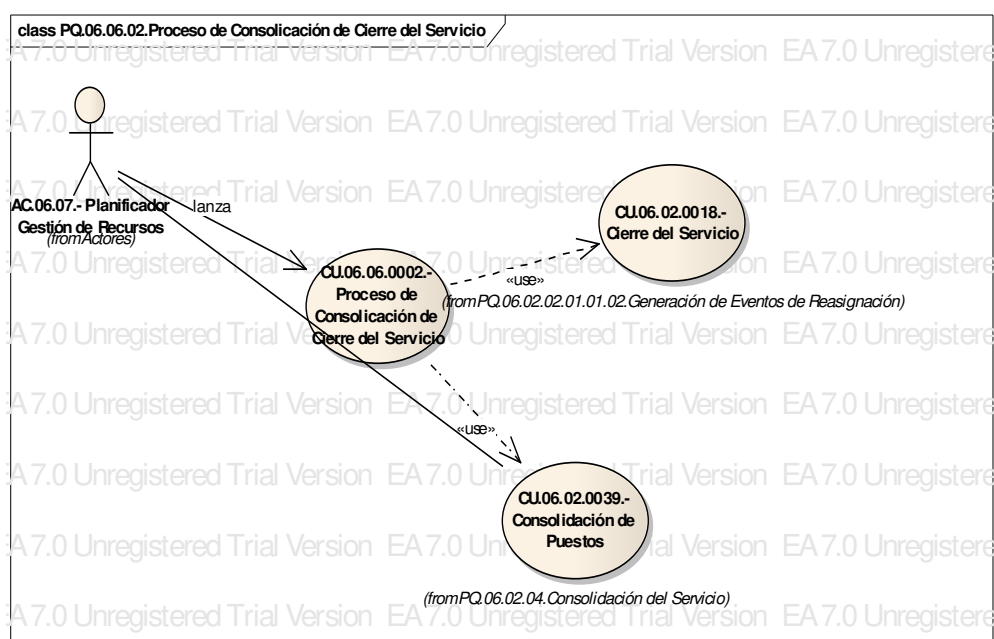 class PQ.06.06.02.Proceso de Consolicación de Cierre del Servicio
EA 7.0 Unregistered Trial Version EA 7.0 Unregistere
AC.06.07.- Planificador
Gestión de Recursos
(from Actores)
lanza
CU.06.06.0002.-
Proceso de
Consolicación de
Cierre del Servicio
«use»
CU.06.02.0018.-
Cierre del Servicio
(from PQ.06.02.02.01.01.02.Generación de Eventos de Reasignación)
«use»
CU.06.02.0039.-
Consolidación de
Puestos
(from PQ.06.02.04.Consolidación del Servicio)